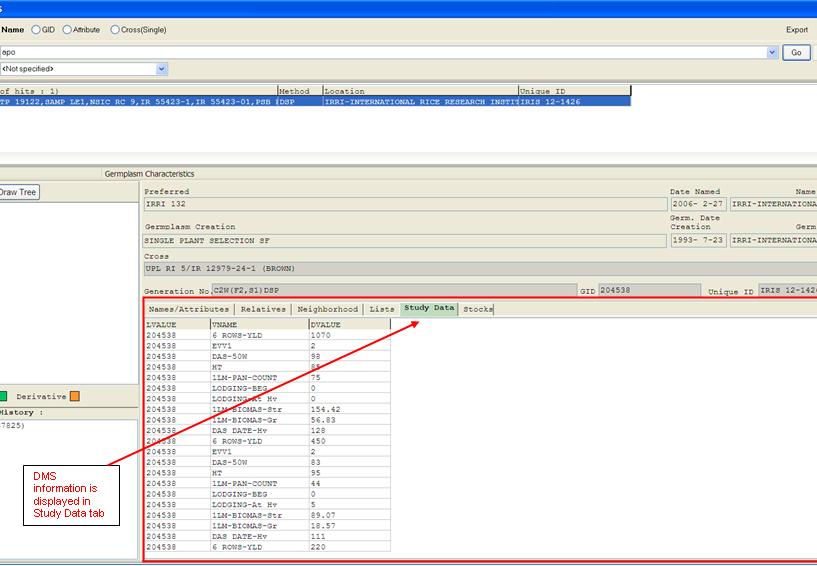 s
Name GID Attribute Cross(Single) Export
apo Go
<Not specified>
of hits : 1) Method Location Unique ID
TP 19122,SAMP LE1,NSIC RC 9,IR 55423-1,IR 55423-01,PSB DSP IRRI-INTERNATIONAL RICE RESEARCH INSTIT IRIS 12-1426
Germplasm Characteristics
Draw Tree
Preferred Date Named Name
IRRI 132 2006- 2-27 IRRI-INTERNATIONA
Germplasm Creation Germ. Date Creation Germ
SINGLE PLANT SELECTION SF 1993- 7-23 IRRI-INTERNATIONA
Cross
UPL RI 5/IR 12979-24-1 (BROWN)
Generation No. C2W(F2,S1)DSP GID 204538 Unique ID IRIS 12-1426
Names/Attributes Relatives Neighborhood Lists Study Data Stocks
LVALUE VNAME DVALUE
204538 6 ROWS-YLD 1070
204538 EVV1 2
204538 DAS-50W 98
204538 HT 85
204538 1LM-PAN-COUNT 75
204538 LODGING-BEG 0
204538 LODGING-At Hv 0
204538 1LM-BIOMAS-Str 154.42
204538 1LM-BIOMAS-Gr 56.83
204538 DAS DATE-Hv 128
204538 6 ROWS-YLD 450
204538 EVV1 2
204538 DAS-50W 83
204538 HT 95
204538 1LM-PAN-COUNT 44
204538 LODGING-BEG 0
204538 LODGING-At Hv 5
204538 1LM-BIOMAS-Str 89.07
204538 1LM-BIOMAS-Gr 18.57
204538 DAS DATE-Hv 111
204538 6 ROWS-YLD 220
Derivative
History :
7825)
DMS
information is
displayed in
Study Data tab